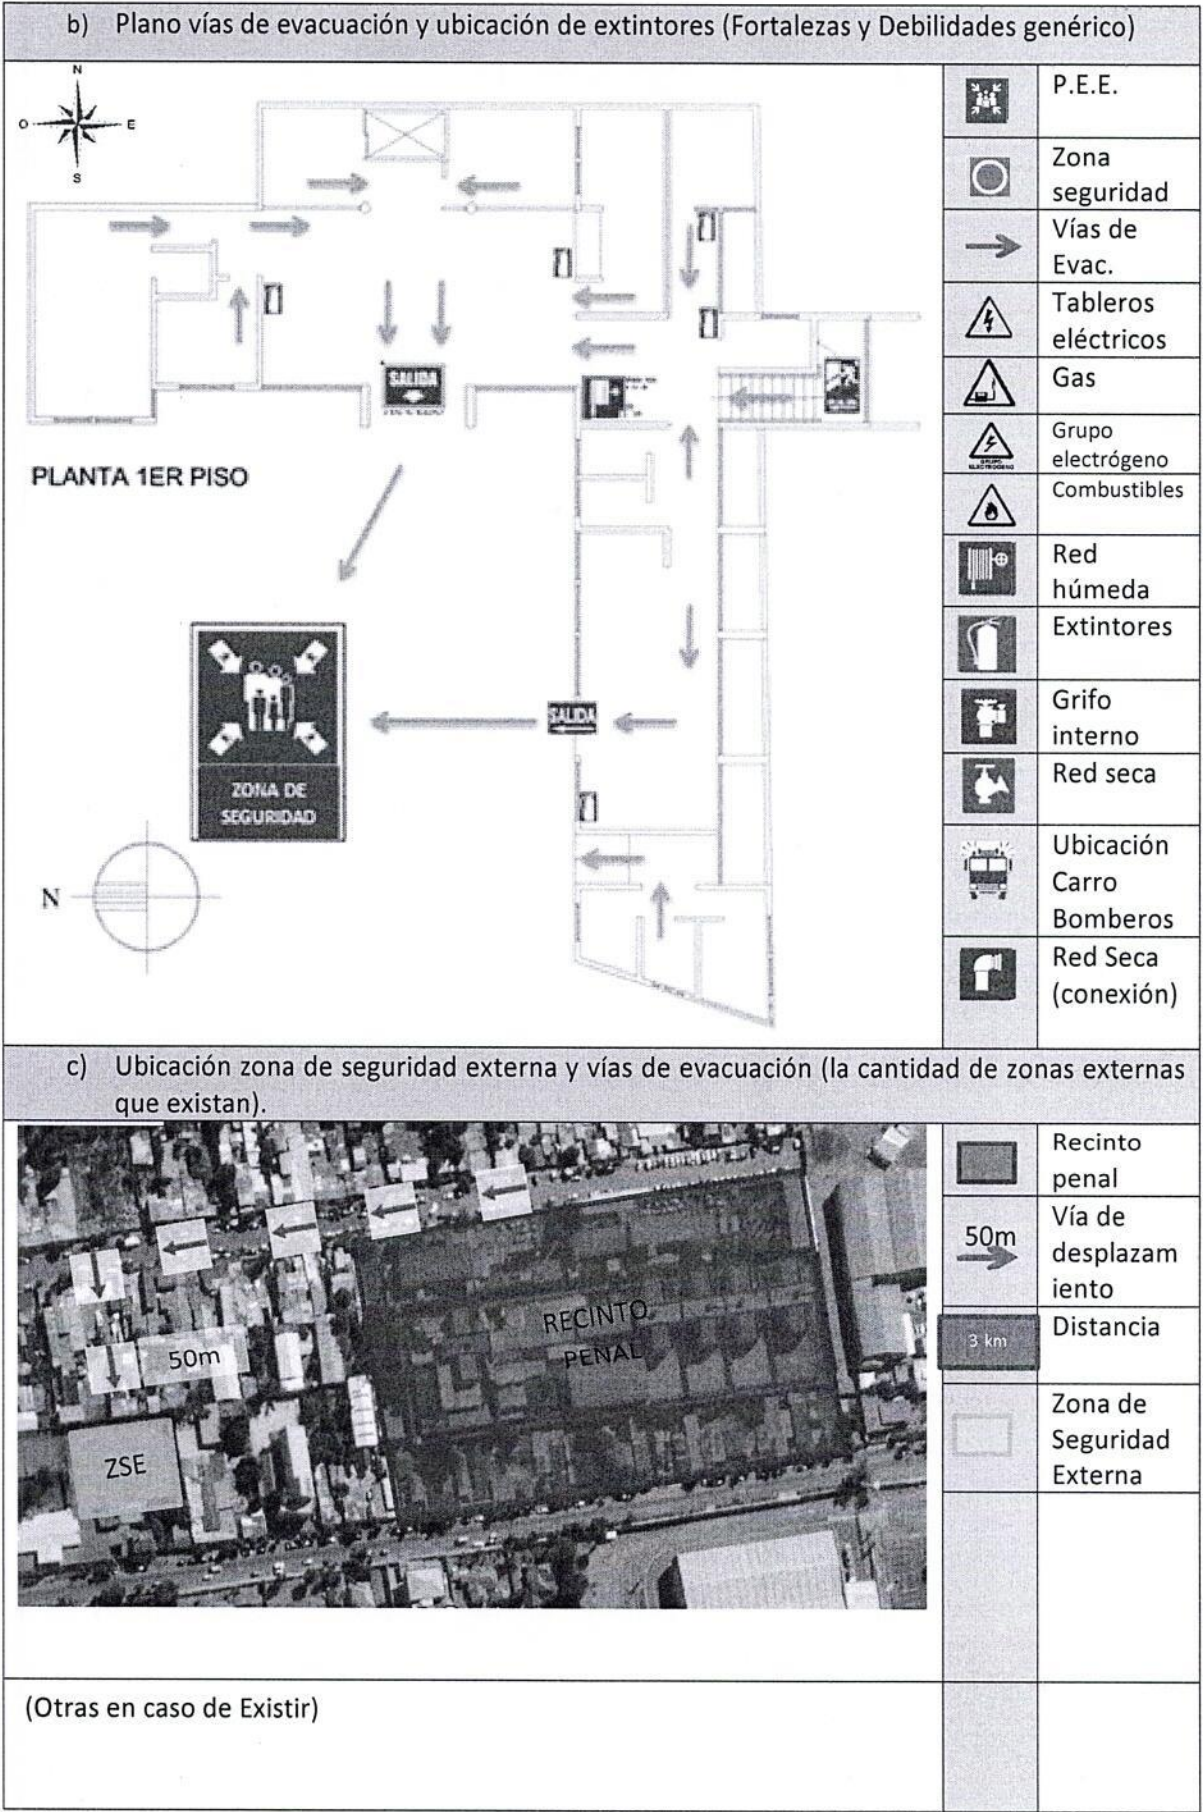 b) Plano vías de evacuación y ubicación de extintores (Fortalezas y Debilidades genérico)
N
O
E
S
SALIDA
PLANTA 1ER PISO
SALIDA
ZONA DE
SEGURIDAD
N
P.E.E.
Zona
seguridad
Vías de
Evac.
Tableros
eléctricos
Gas
GRUPO
ELECTROGENO
Grupo
electrógeno
Combustibles
Red
húmeda
Extintores
Grifo
interno
Red seca
Ubicación
Carro
Bomberos
Red Seca
(conexión)
c) Ubicación zona de seguridad externa y vías de evacuación (la cantidad de zonas externas
que existan).
RECINTO
PENAL
50m
ZSE
Recinto
penal
50m
Vía de
desplazam
iento
3 km
Distancia
Zona de
Seguridad
Externa
(Otras en caso de Existir)